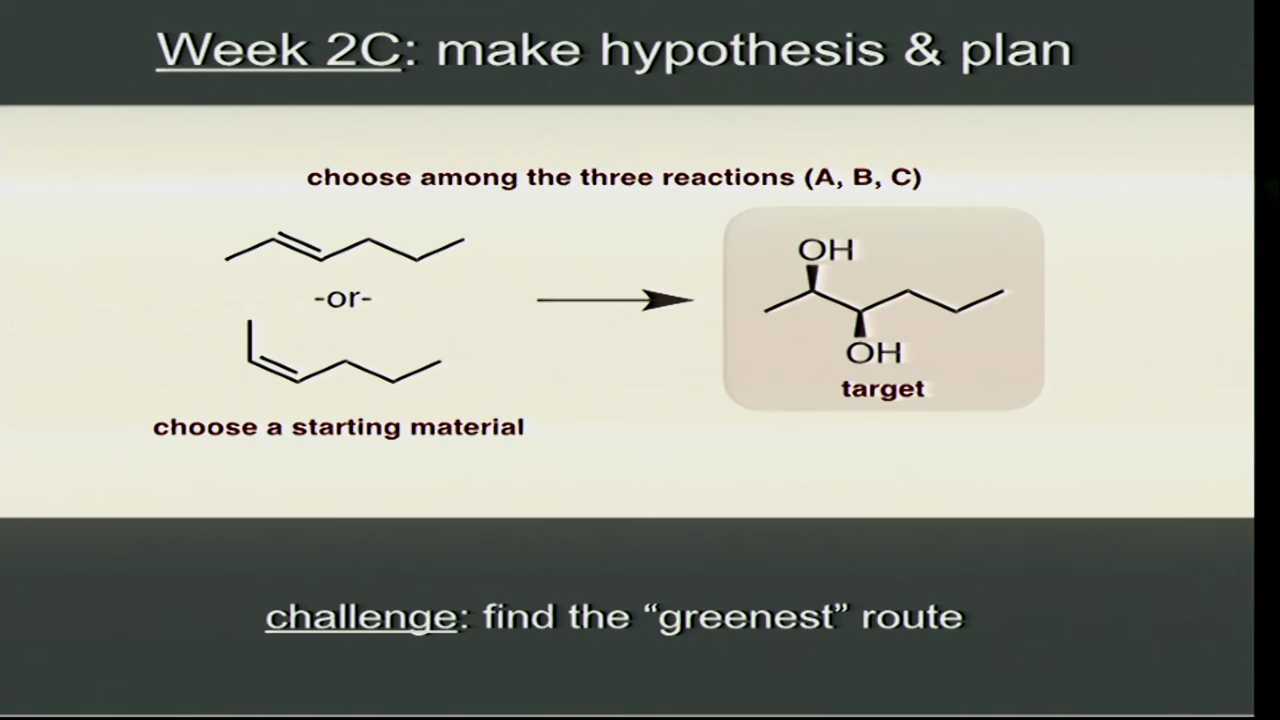 Week 2C: make hypothesis & plan
choose among the three reactions (A, B, C)
OH
-or-
OH
target
choose a starting material
challenge: find the “greenest” route